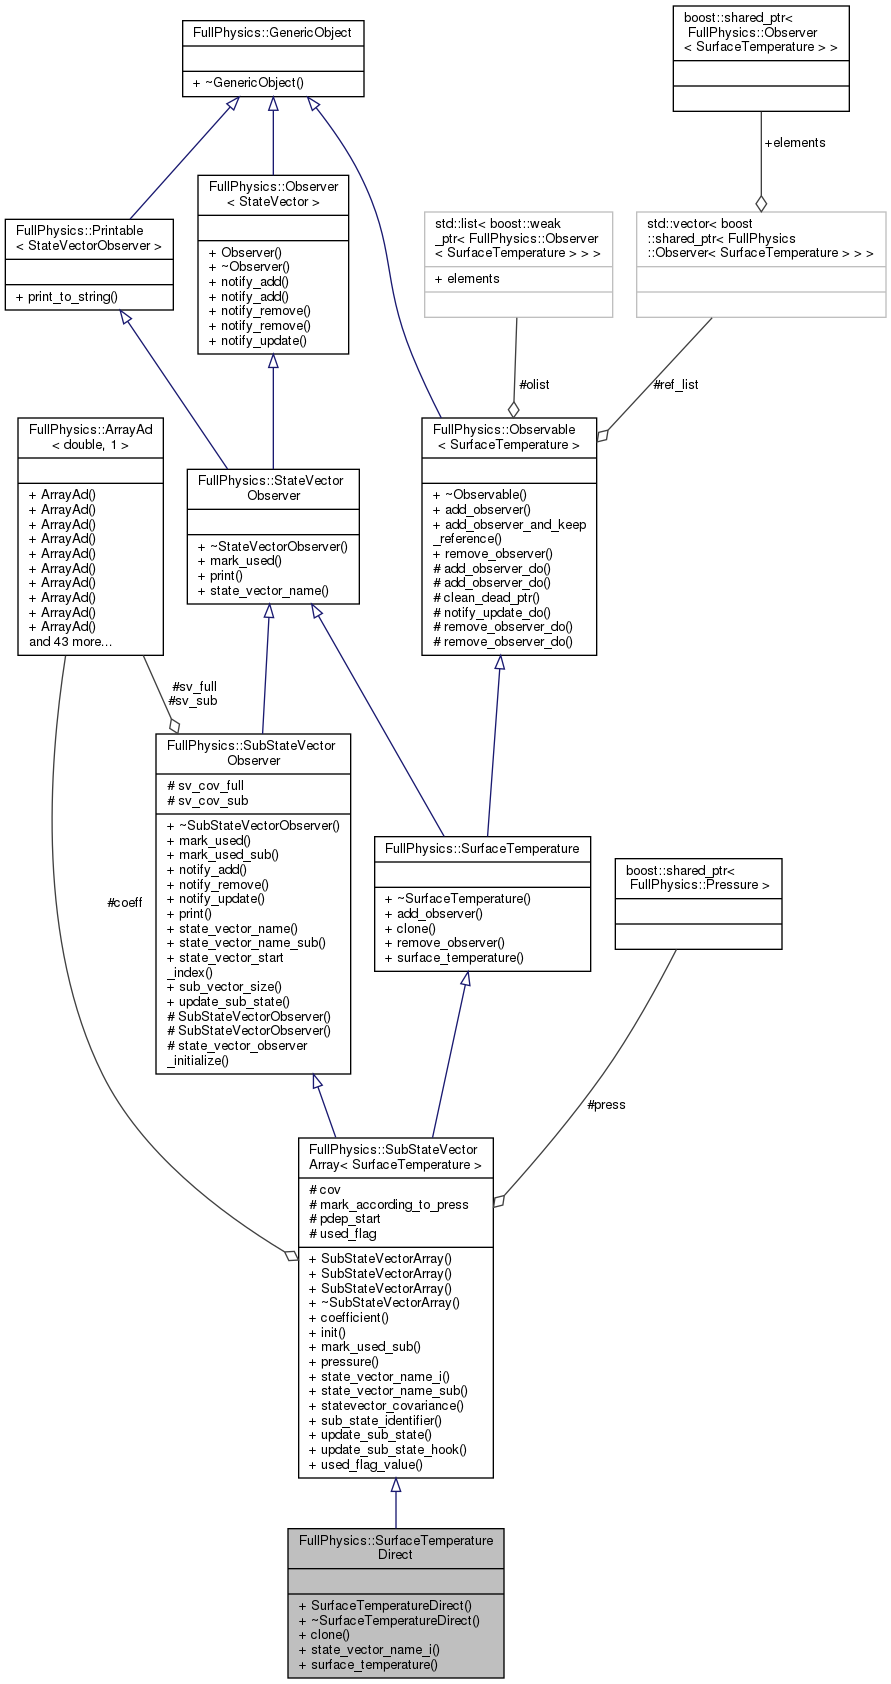 FullPhysics::GenericObject
+ ~GenericObject()
boost::shared_ptr<
FullPhysics::Observer
< SurfaceTemperature > >
+elements
FullPhysics::Printable
< StateVectorObserver >
+ print_to_string()
FullPhysics::Observer
< StateVector >
+ Observer()
+ ~Observer()
+ notify_add()
+ notify_add()
+ notify_remove()
+ notify_remove()
+ notify_update()
std::list< boost::weak
_ptr< FullPhysics::Observer
< SurfaceTemperature > > >
+ elements
std::vector< boost
::shared_ptr< FullPhysics
::Observer< SurfaceTemperature > > >
#olist
#ref_list
FullPhysics::ArrayAd
< double, 1 >
+ ArrayAd()
+ ArrayAd()
+ ArrayAd()
+ ArrayAd()
+ ArrayAd()
+ ArrayAd()
+ ArrayAd()
+ ArrayAd()
+ ArrayAd()
+ ArrayAd()
and 43 more...
FullPhysics::StateVector
Observer
+ ~StateVectorObserver()
+ mark_used()
+ print()
+ state_vector_name()
FullPhysics::Observable
< SurfaceTemperature >
+ ~Observable()
+ add_observer()
+ add_observer_and_keep
_reference()
+ remove_observer()
# add_observer_do()
# add_observer_do()
# clean_dead_ptr()
# notify_update_do()
# remove_observer_do()
# remove_observer_do()
#sv_full
#sv_sub
#coeff
FullPhysics::SubStateVector
Observer
# sv_cov_full
# sv_cov_sub
+ ~SubStateVectorObserver()
+ mark_used()
+ mark_used_sub()
+ notify_add()
+ notify_remove()
+ notify_update()
+ print()
+ state_vector_name()
+ state_vector_name_sub()
+ state_vector_start
_index()
+ sub_vector_size()
+ update_sub_state()
# SubStateVectorObserver()
# SubStateVectorObserver()
# state_vector_observer
_initialize()
FullPhysics::SurfaceTemperature
+ ~SurfaceTemperature()
+ add_observer()
+ clone()
+ remove_observer()
+ surface_temperature()
boost::shared_ptr<
FullPhysics::Pressure >
#press
FullPhysics::SubStateVector
Array< SurfaceTemperature >
# cov
# mark_according_to_press
# pdep_start
# used_flag
+ SubStateVectorArray()
+ SubStateVectorArray()
+ SubStateVectorArray()
+ ~SubStateVectorArray()
+ coefficient()
+ init()
+ mark_used_sub()
+ pressure()
+ state_vector_name_i()
+ state_vector_name_sub()
+ statevector_covariance()
+ sub_state_identifier()
+ update_sub_state()
+ update_sub_state_hook()
+ used_flag_value()
FullPhysics::SurfaceTemperature
Direct
+ SurfaceTemperatureDirect()
+ ~SurfaceTemperatureDirect()
+ clone()
+ state_vector_name_i()
+ surface_temperature()